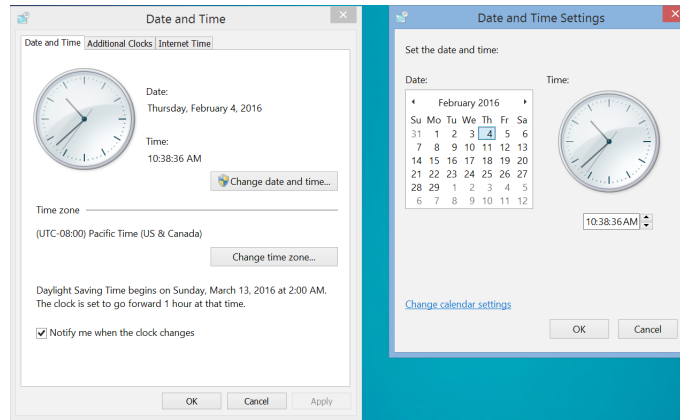 Date and Time
Date and Time Additional Clocks Internet Time
Date:
Thursday, February 4, 2016
Time:
10:38:36 AM
Change date and time...
Time zone
(UTC-08:00) Pacific Time (US & Canada)
Change time zone...
Daylight Saving Time begins on Sunday, March 13, 2016 at 2:00 AM.
The clock is set to go forward 1 hour at that time.
Notify me when the clock changes
OK Cancel Apply
Date and Time Settings
Set the date and time:
Date: Time:
February 2016
Su Mo Tu We Th Fr Sa
31 1 2 3 4 5 6
7 8 9 10 11 12 13
14 15 16 17 18 19 20
21 22 23 24 25 26 27
28 29 1 2 3 4 5
6 7 8 9 10 11 12
10:38:36 AM
Change calendar settings
OK Cancel